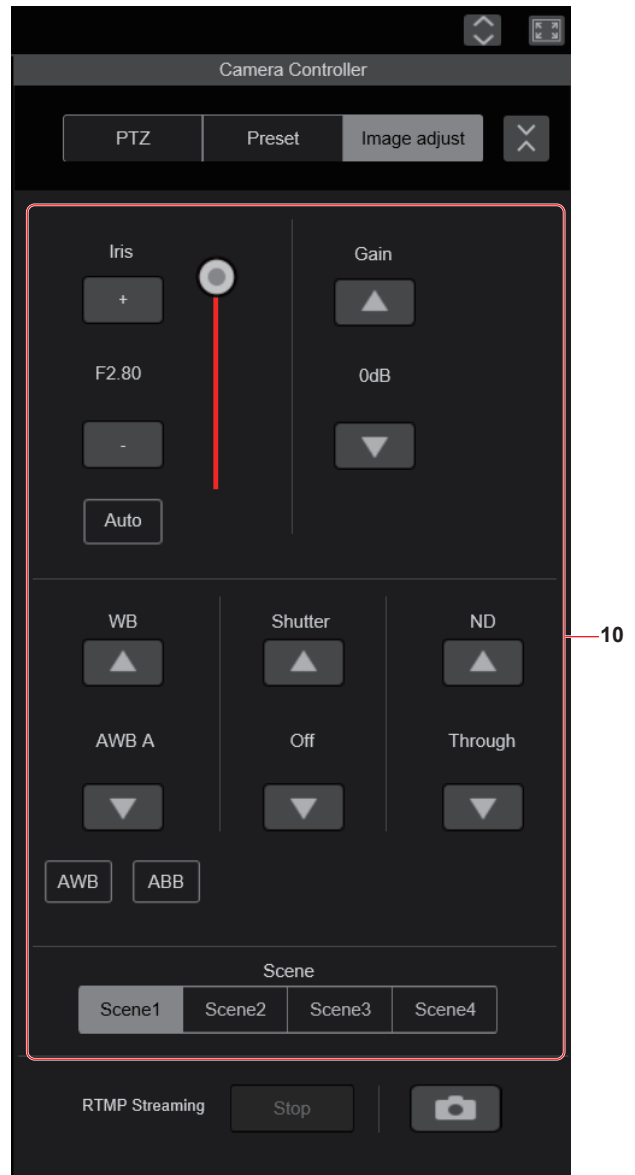 Camera Controller
PTZ Preset Image adjust
Iris Gain
+
F2.80 0dB
-
Auto
WB Shutter ND
AWB A Off Through
AWB ABB
10
Scene
Scene1 Scene2 Scene3 Scene4
RTMP Streaming Stop